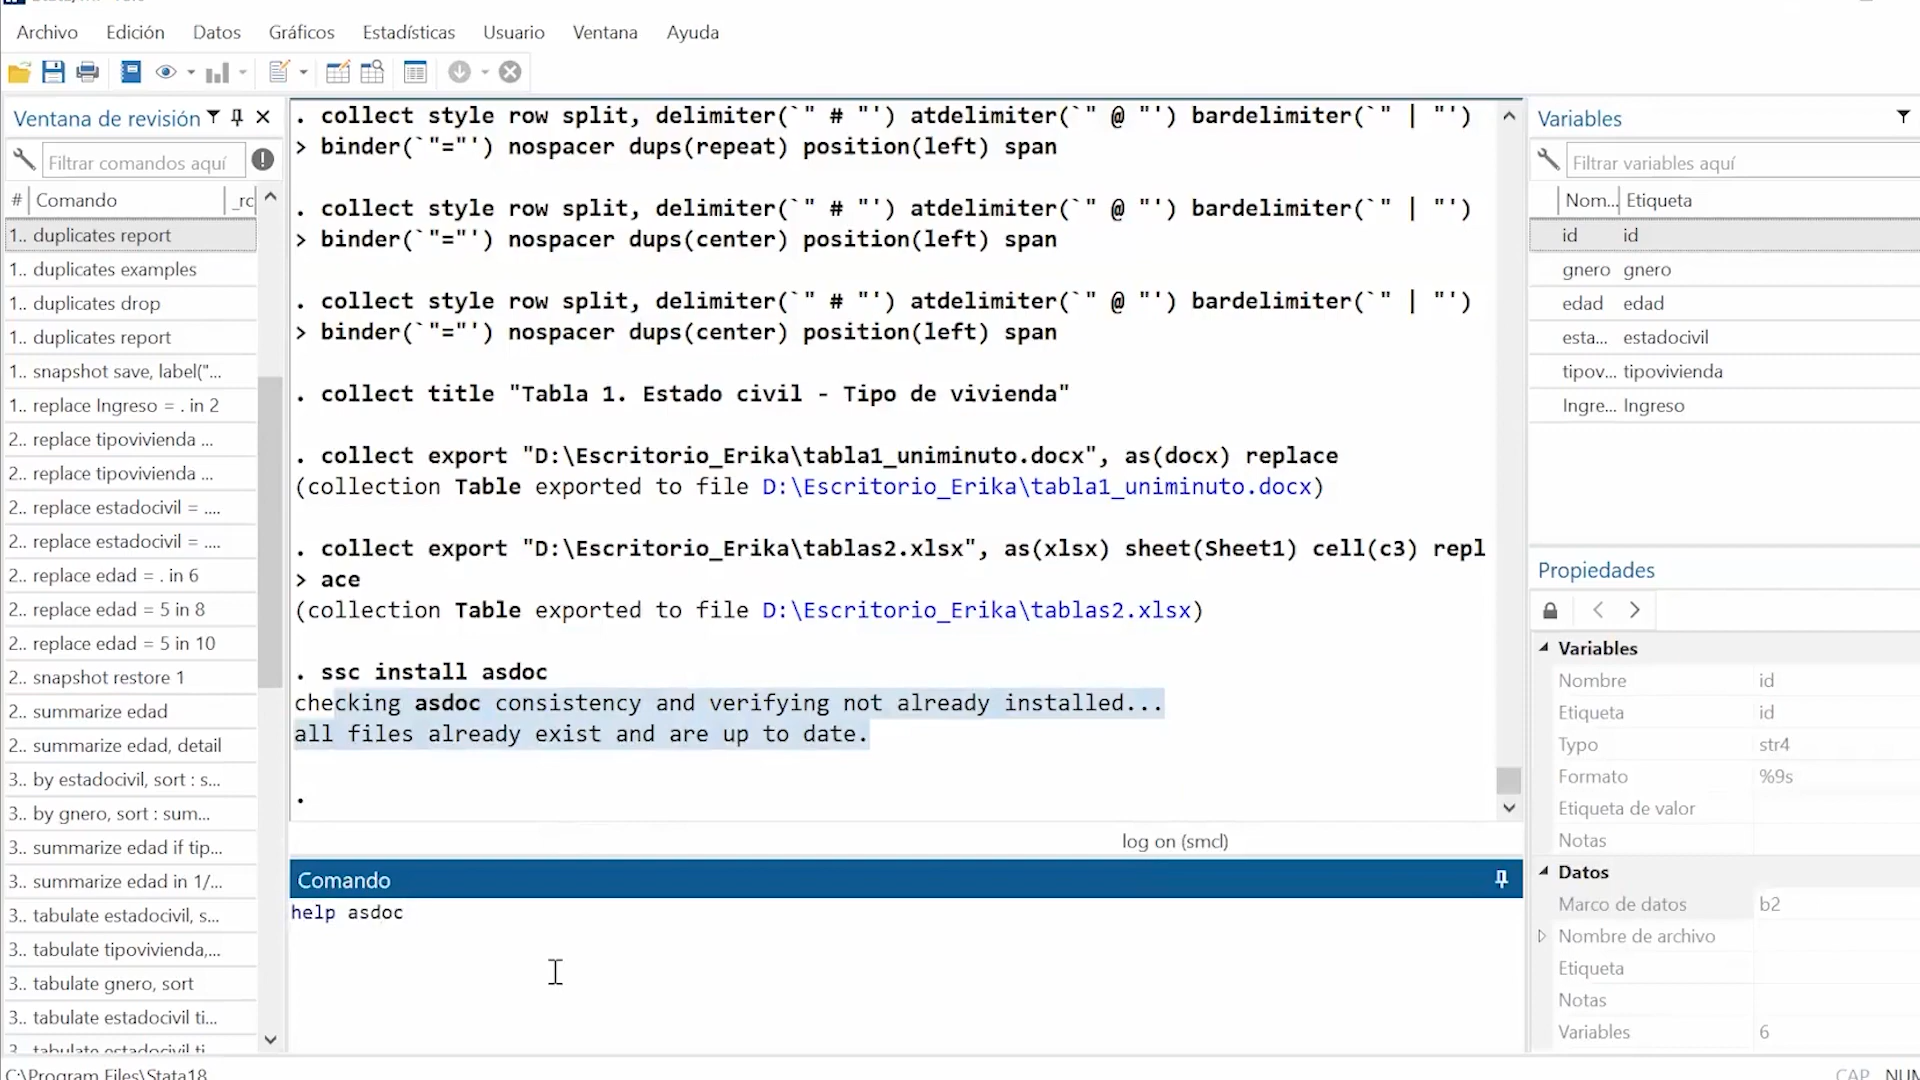 Archivo Edición Datos Gráficos Estadísticas Usuario Ventana Ayuda
Ventana de revisión
Filtrar comandos aquí
# Comando _rc
1.. duplicates report
1.. duplicates examples
1.. duplicates drop
1.. duplicates report
1.. snapshot save, label("...
1.. replace Ingreso = . in 2
2.. replace tipovivienda ...
2.. replace tipovivienda ...
2.. replace estadocivil = ....
2.. replace estadocivil = ....
2.. replace edad = . in 6
2.. replace edad = 5 in 8
2.. replace edad = 5 in 10
2.. snapshot restore 1
2.. summarize edad
2.. summarize edad, detail
3.. by estadocivil, sort : s...
3.. by gnero, sort : sum...
3.. summarize edad if tip...
3.. summarize edad in 1/...
3.. tabulate estadocivil, s...
3.. tabulate tipovivienda,...
3.. tabulate gnero, sort
3.. tabulate estadocivil ti...
3.. tabulate estadocivil ti...
. collect style row split, delimiter(`" # "') atdelimiter(`" @ "') bardelimiter(`" | "')
> binder(`"="') nospacer dups(repeat) position(left) span
. collect style row split, delimiter(`" # "') atdelimiter(`" @ "') bardelimiter(`" | "')
> binder(`"="') nospacer dups(center) position(left) span
. collect style row split, delimiter(`" # "') atdelimiter(`" @ "') bardelimiter(`" | "')
> binder(`"="') nospacer dups(center) position(left) span
. collect title "Tabla 1. Estado civil - Tipo de vivienda"
. collect export "D:\Escritorio_Erika\tabla1_uniminuto.docx", as(docx) replace
(collection Table exported to file D:\Escritorio_Erika\tabla1_uniminuto.docx)
. collect export "D:\Escritorio_Erika\tablas2.xlsx", as(xlsx) sheet(Sheet1) cell(c3) repl
> ace
(collection Table exported to file D:\Escritorio_Erika\tablas2.xlsx)
. ssc install asdoc
checking asdoc consistency and verifying not already installed...
all files already exist and are up to date.
.
log on (smcl)
Comando
help asdoc
Variables
Filtrar variables aquí
Nom... Etiqueta
id id
gnero gnero
edad edad
esta... estadocivil
tipov... tipovivienda
Ingre... Ingreso
Propiedades
Variables
Nombre id
Etiqueta id
Typo str4
Formato %9s
Etiqueta de valor
Notas
Datos
Marco de datos b2
Nombre de archivo
Etiqueta
Notas
Variables 6
C:\Program Files\Stata18
CAP NUM